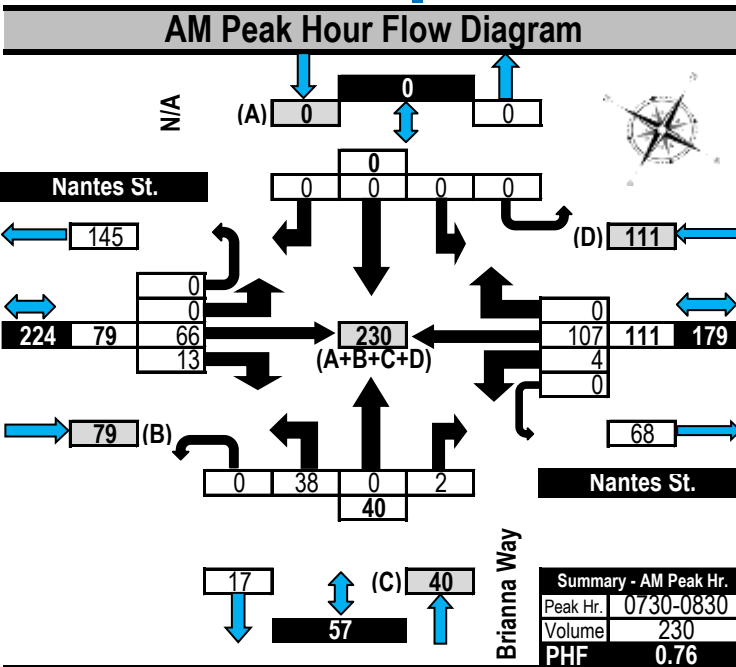 AM Peak Hour Flow Diagram
N/A
0
(A) 0 0
0
0 0 0 0
Nantes St.
145 (D) 111
0
0 0
224 79 66 230 107 111 179
13 (A+B+C+D) 4
0
79 (B) 68
0 38 0 2
40
Nantes St.
Brianna Way
17 (C) 40
57
Summary - AM Peak Hr.
Peak Hr. 0730-0830
Volume 230
PHF 0.76